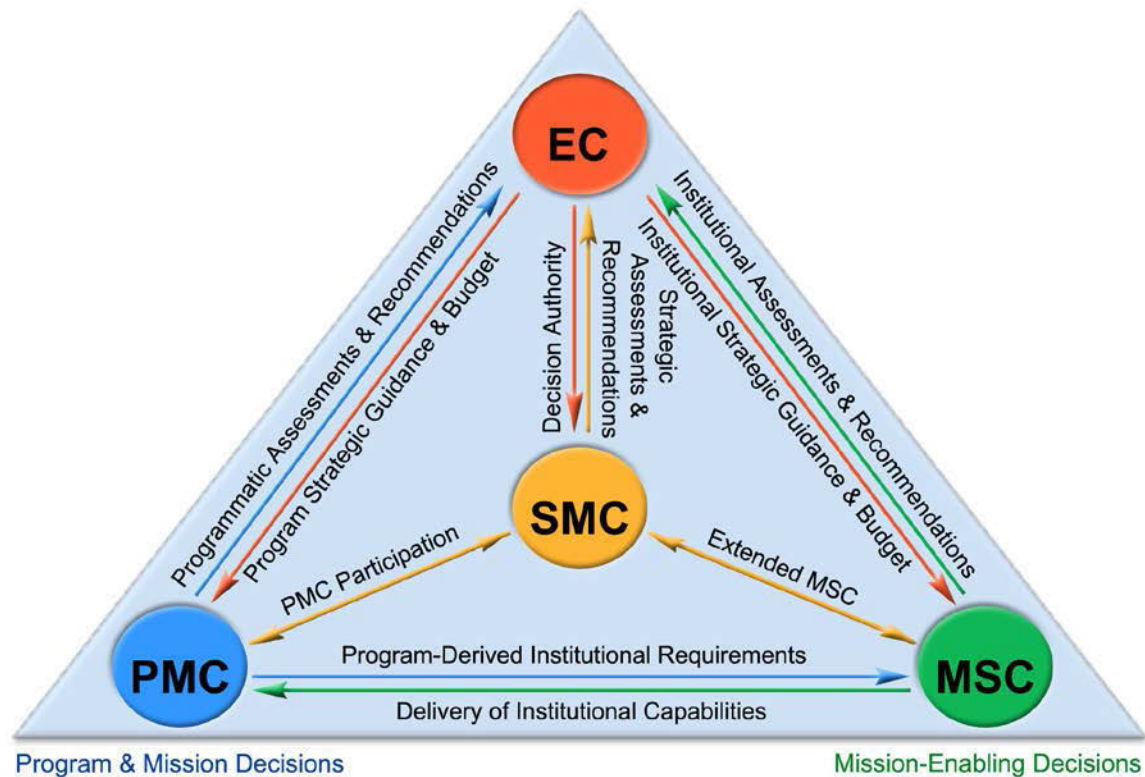 EC
Programmatic Assessments & Recommendations
Program Strategic Guidance & Budget
Decision Authority
Strategic
Assessments &
Recommendations
Institutional Assessments & Recommendations
Institutional Strategic Guidance & Budget
SMC
PMC Participation
Extended MSC
PMC
Program-Derived Institutional Requirements
MSC
Delivery of Institutional Capabilities
Program & Mission Decisions
Mission-Enabling Decisions